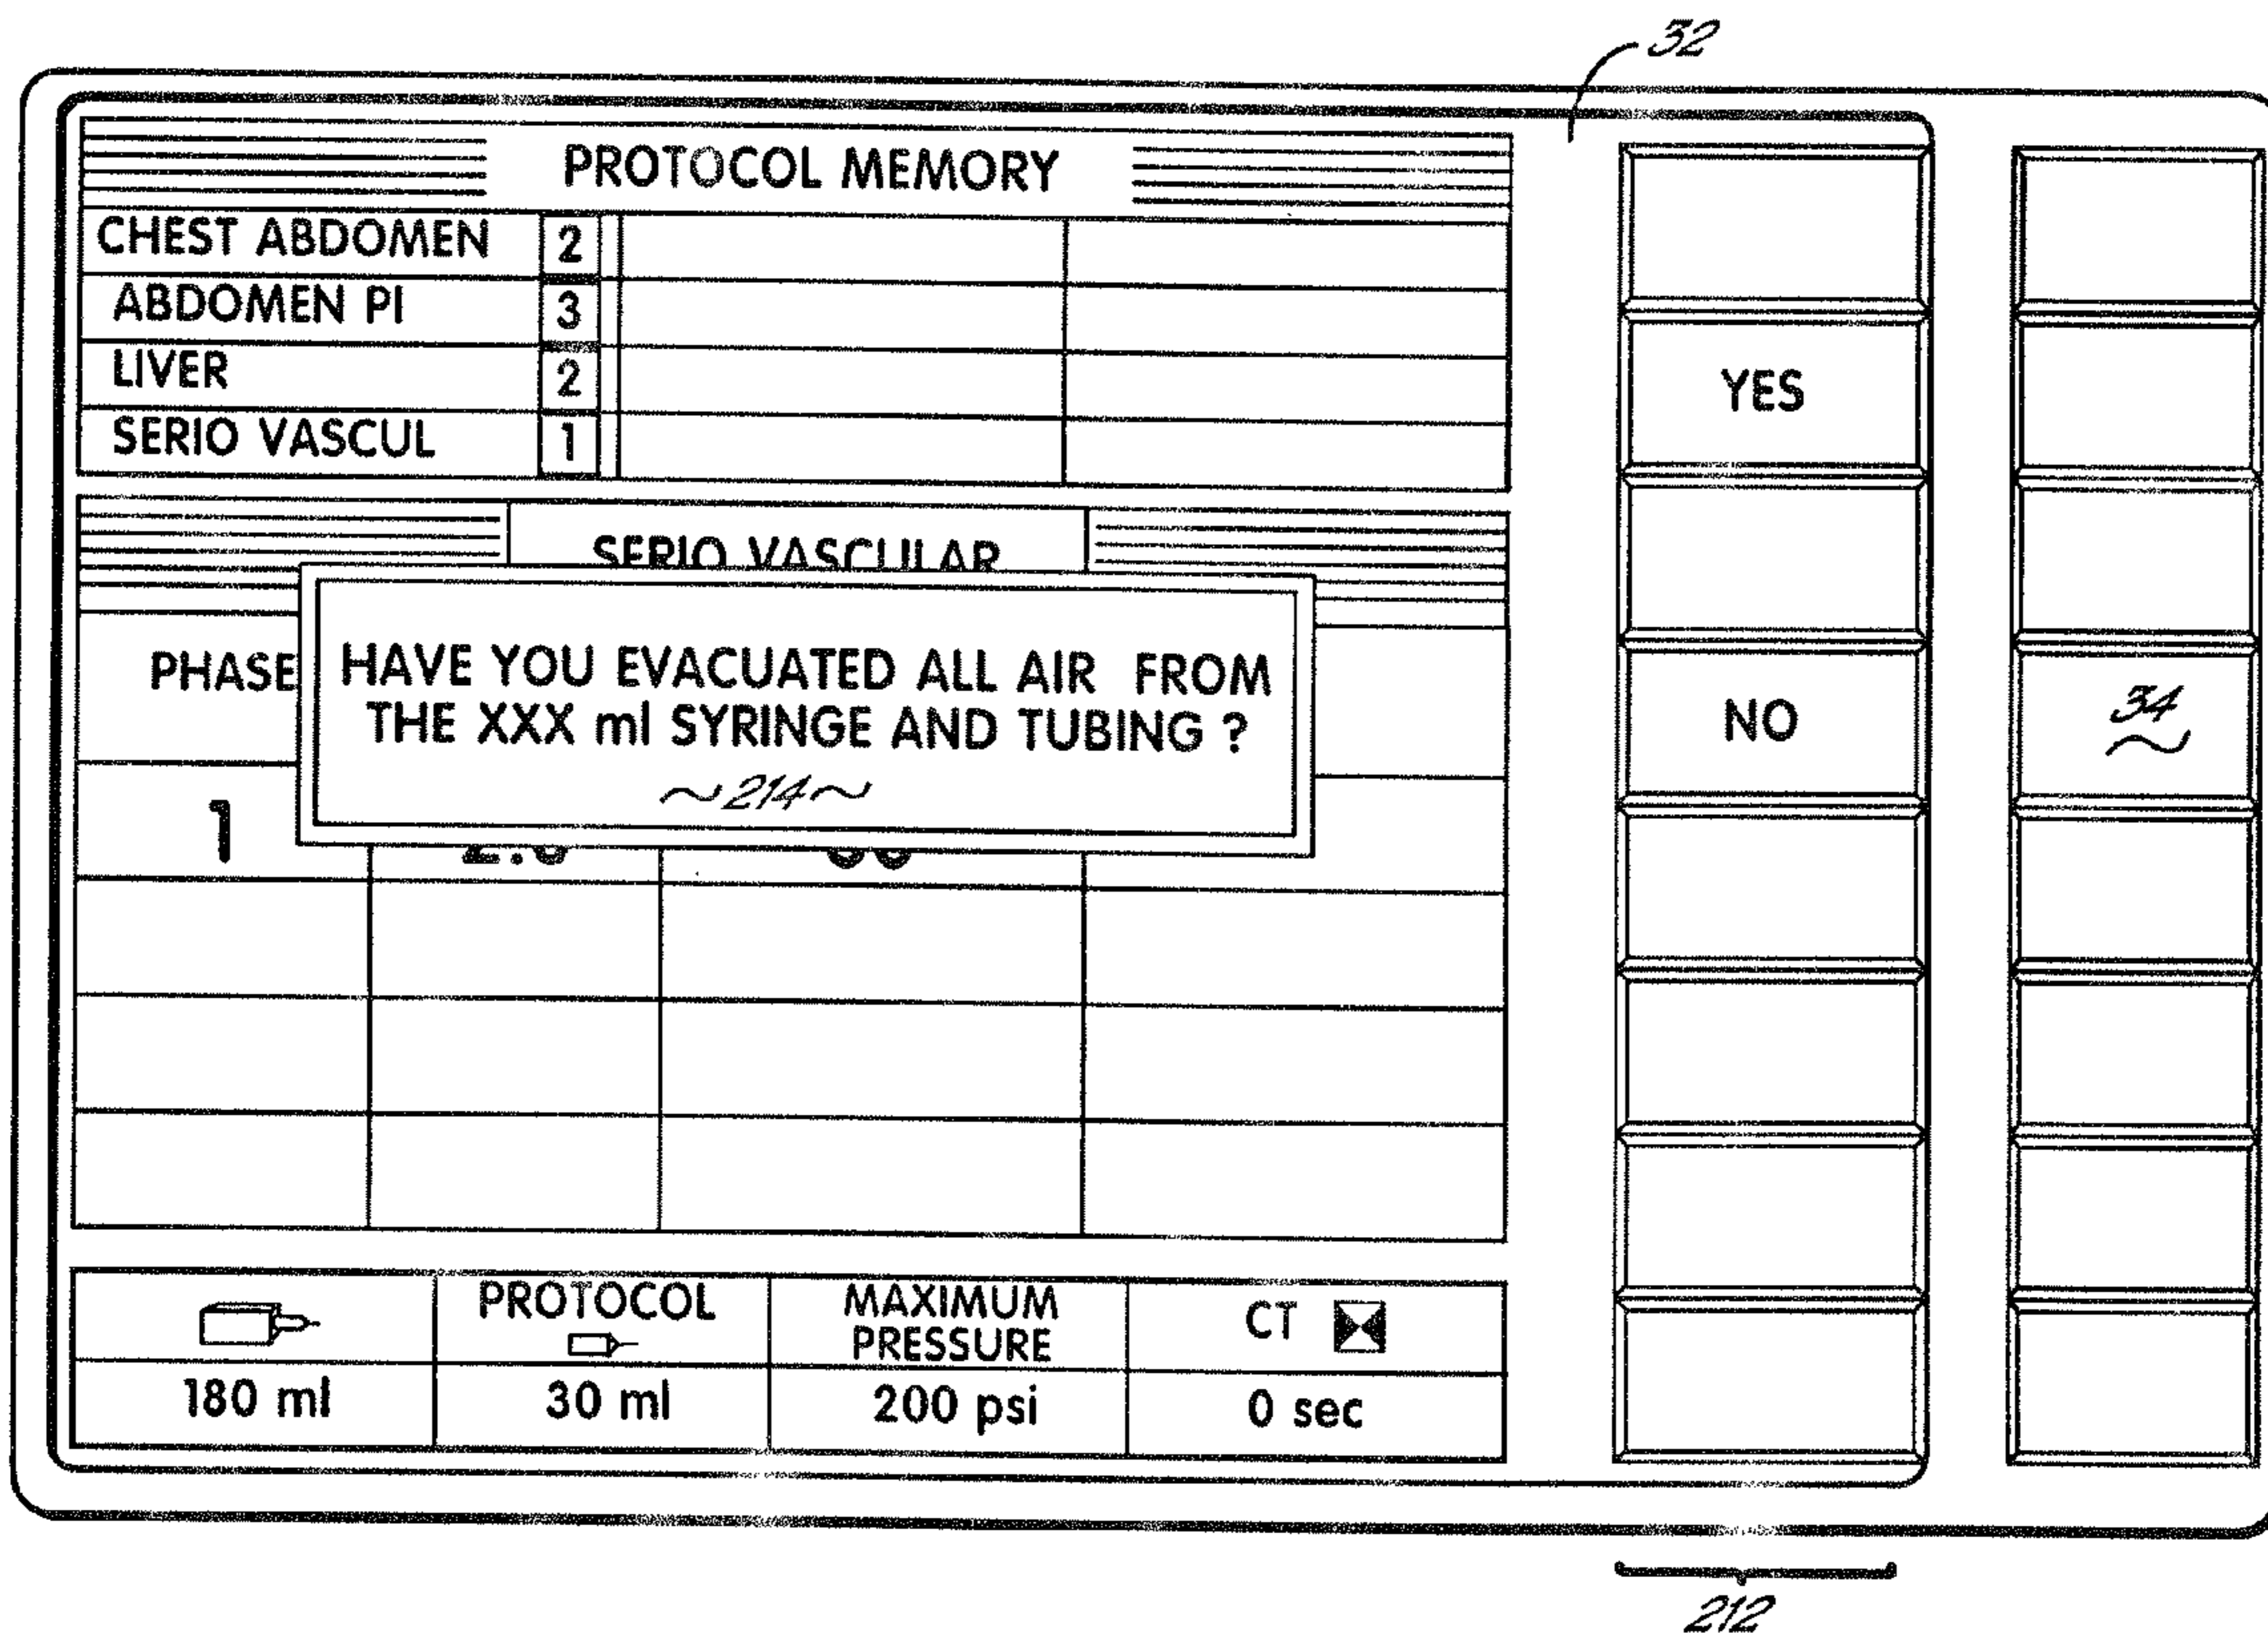 32
PROTOCOL MEMORY
CHEST ABDOMEN 2
ABDOMEN PI 3
LIVER 2
SERIO VASCUL 1
YES
SERIO VASCULAR
PHASE
HAVE YOU EVACUATED ALL AIR FROM
THE XXX ml SYRINGE AND TUBING ?
214
NO
34
1
PROTOCOL
MAXIMUM
PRESSURE
CT
180 ml
30 ml
200 psi
0 sec
212